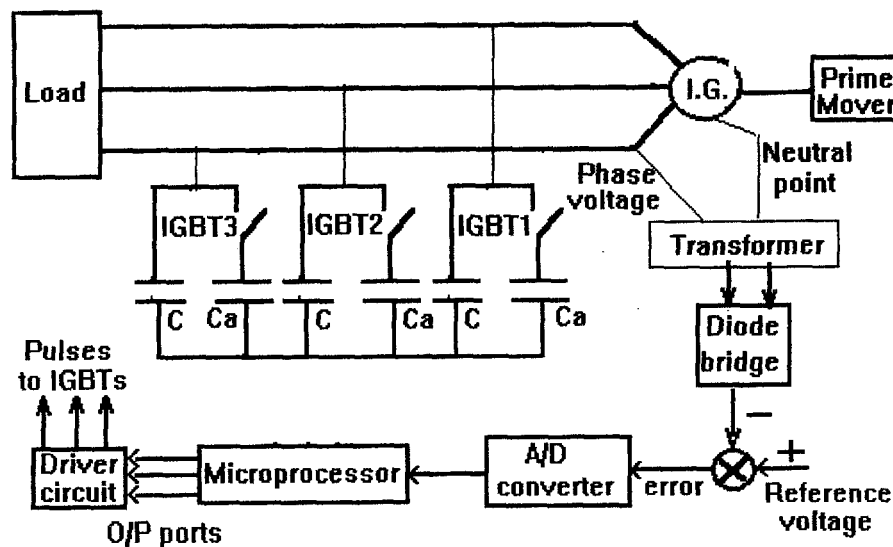 Load
I.G.
Prime
Mover
Phase
voltage
Neutral
point
IGBT3
IGBT2
IGBT1
Transformer
C
Ca
C
Ca
C
Ca
Diode
bridge
Pulses
to IGBTs
−
+
Driver
circuit
Microprocessor
A/D
converter
error
Reference
voltage
O/P ports